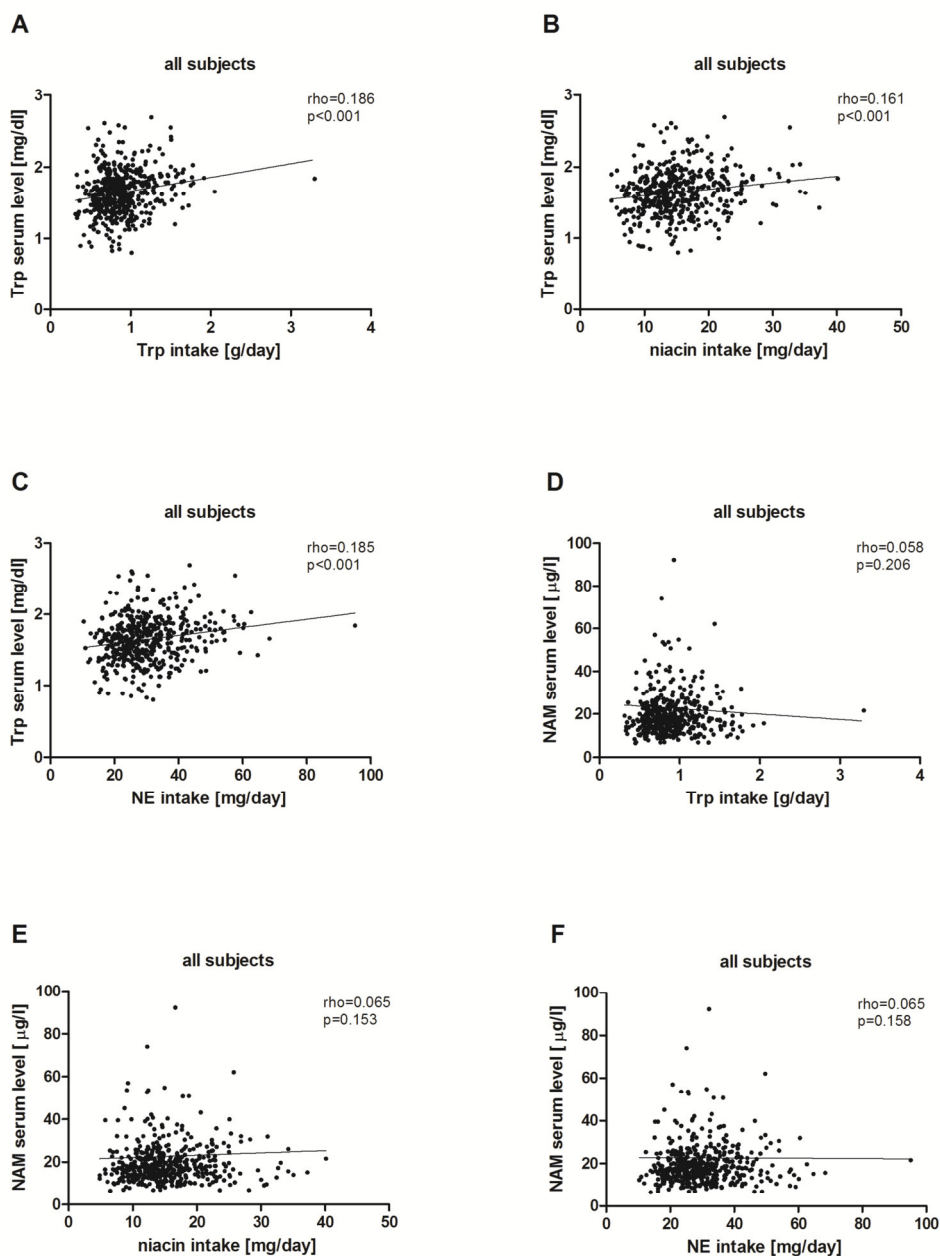 A
all subjects
rho=0.186
p<0.001
3
2
1
0
Trp serum level [mg/dl]
0 1 2 3 4
Trp intake [g/day]
B
all subjects
rho=0.161
p<0.001
3
2
1
0
Trp serum level [mg/dl]
0 10 20 30 40 50
niacin intake [mg/day]
C
all subjects
rho=0.185
p<0.001
3
2
1
0
Trp serum level [mg/dl]
20 40 60 80 100
NE intake [mg/day]
D
all subjects
rho=0.058
p=0.206
100
80
60
40
20
0
NAM serum level [ µg/l]
0 1 2 3 4
Trp intake [g/day]
E
all subjects
rho=0.065
p=0.153
100
80
60
40
20
0
NAM serum level [ µg/l]
0 10 20 30 40 50
niacin intake [mg/day]
F
all subjects
rho=0.065
p=0.158
100
80
60
40
20
0
NAM serum level [ µg/l]
20 40 60 80 100
NE intake [mg/day]